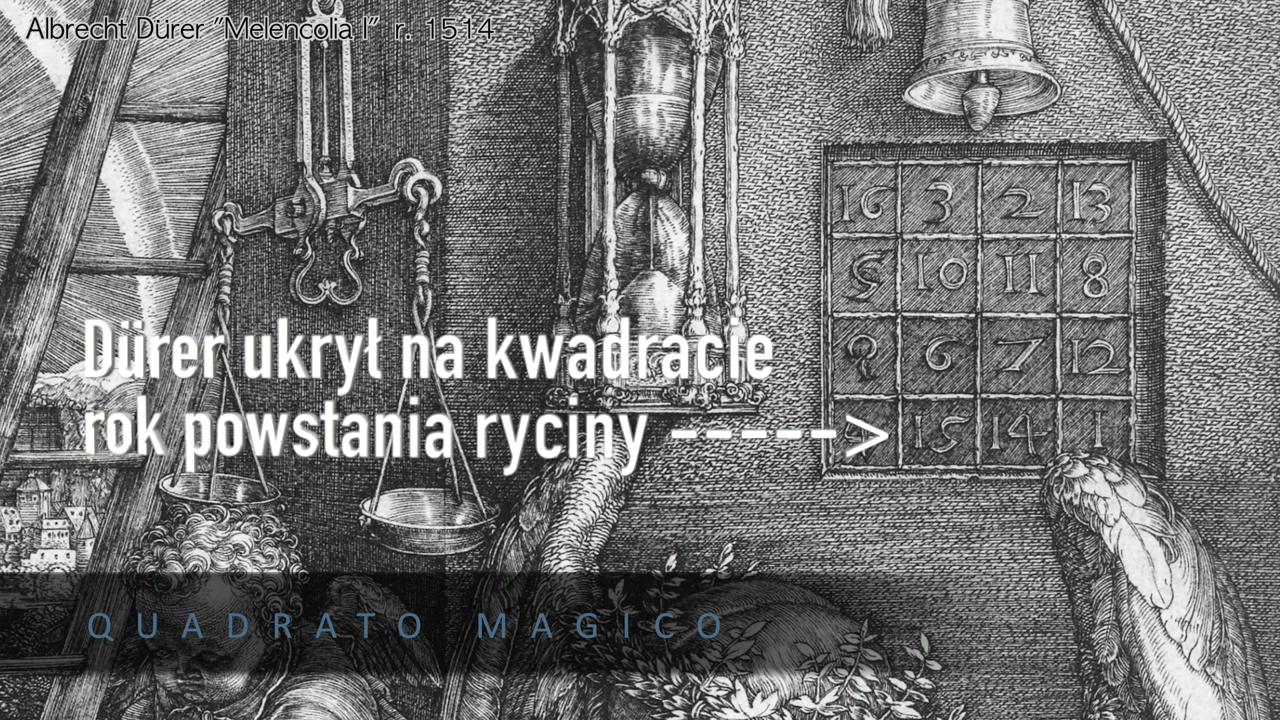 Albrecht Dürer "Melencolia I" r. 1514
16 3 2 13
5 10 11 8
9 6 7 12
15 14 1
Dürer ukrył na kwadracie
rok powstania ryciny ----->
QUADRATO MAGICO